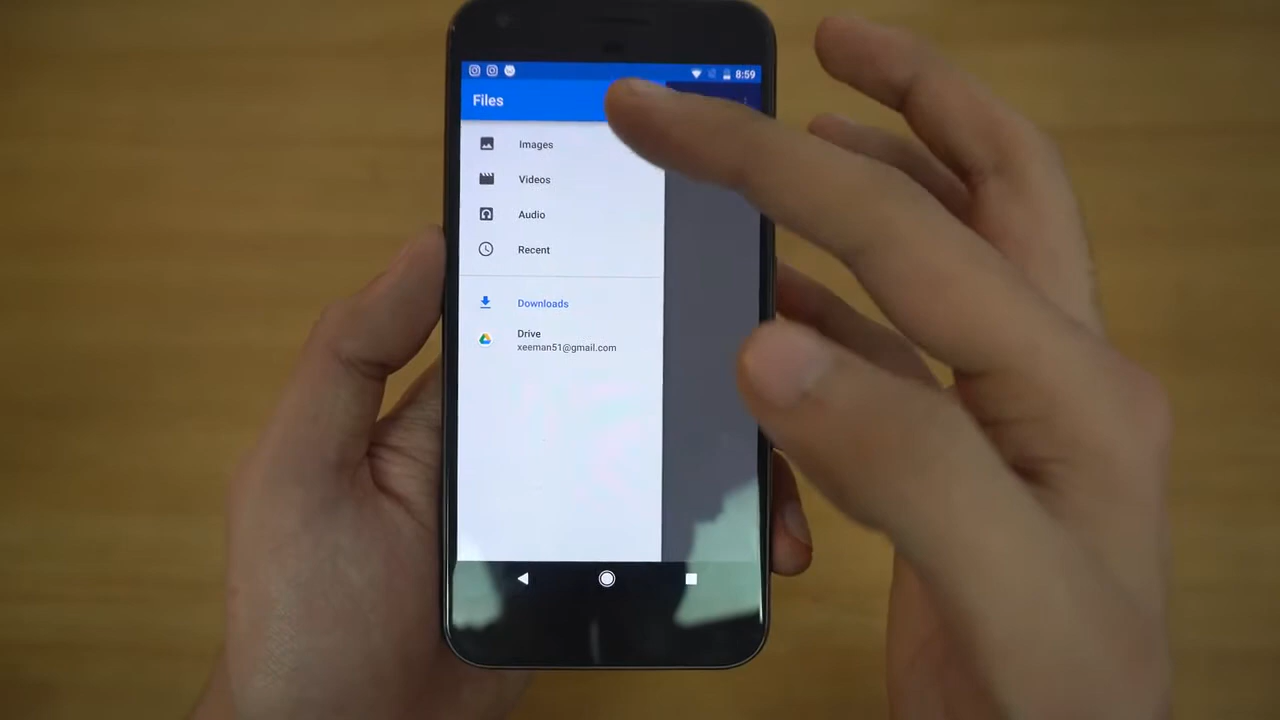 8:59
Files
Images
Videos
Audio
Recent
Downloads
Drive
xeeman51@gmail.com